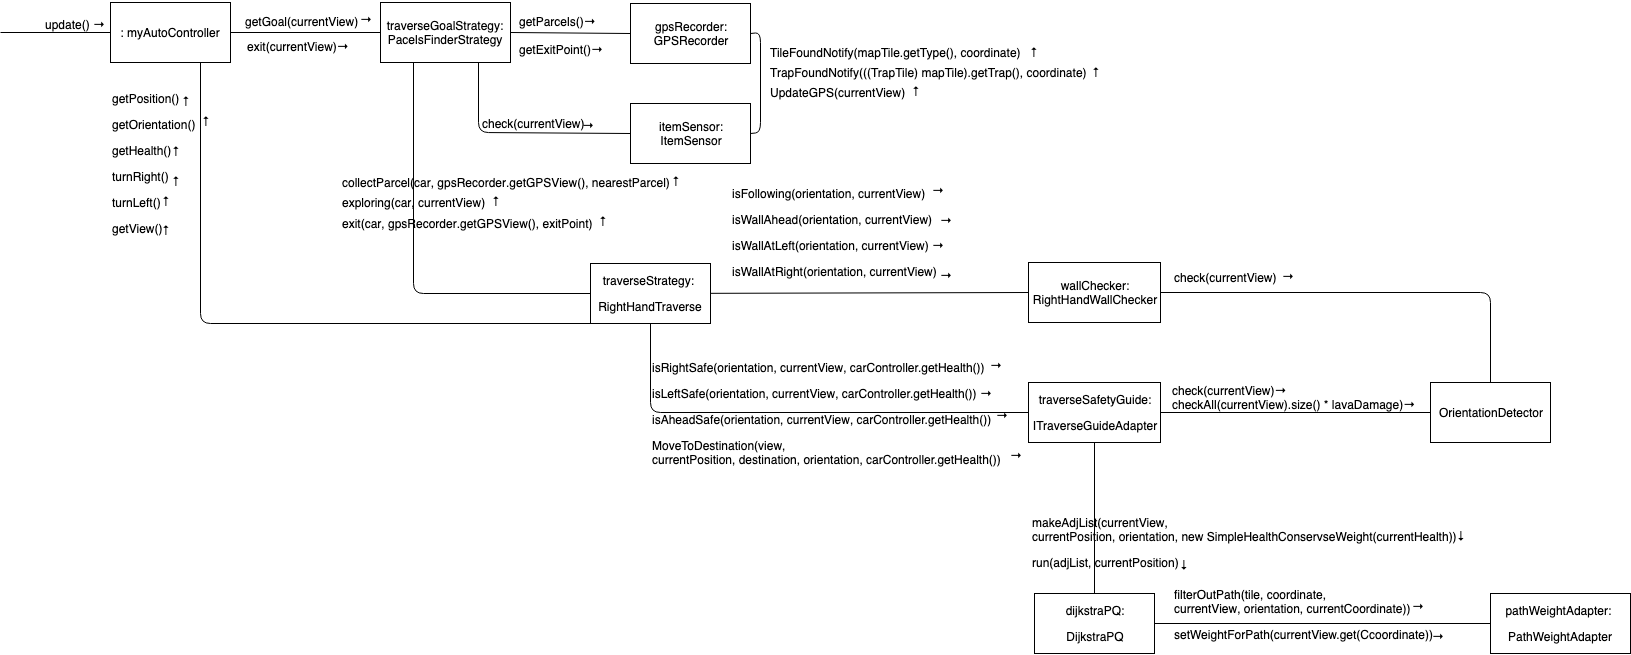 update() →
: myAutoController
getGoal(currentView) →
exit(currentView)→
traverseGoalStrategy:
PacelsFinderStrategy
getParcels()→
getExitPoint()→
gpsRecorder:
GPSRecorder
TileFoundNotify(mapTile.getType(), coordinate) ↑
TrapFoundNotify(((TrapTile) mapTile).getTrap(), coordinate) ↑
UpdateGPS(currentView) ↑
check(currentView)→
itemSensor:
ItemSensor
getPosition() ↑
getOrientation() ↑
getHealth()↑
turnRight() ↑
turnLeft()↑
getView()↑
collectParcel(car, gpsRecorder.getGPSView(), nearestParcel)↑
exploring(car, currentView) ↑
exit(car, gpsRecorder.getGPSView(), exitPoint) ↑
isFollowing(orientation, currentView) →
isWallAhead(orientation, currentView) →
isWallAtLeft(orientation, currentView) →
isWallAtRight(orientation, currentView) →
traverseStrategy:
RightHandTraverse
wallChecker:
RightHandWallChecker
check(currentView) →
isRightSafe(orientation, currentView, carController.getHealth()) →
isLeftSafe(orientation, currentView, carController.getHealth()) →
isAheadSafe(orientation, currentView, carController.getHealth()) →
MoveToDestination(view,
currentPosition, destination, orientation, carController.getHealth()) →
traverseSafetyGuide:
ITraverseGuideAdapter
check(currentView)→
checkAll(currentView).size() * lavaDamage)→
OrientationDetector
makeAdjList(currentView,
currentPosition, orientation, new SimpleHealthConservseWeight(currentHealth))↓
run(adjList, currentPosition)↓
dijkstraPQ:
DijkstraPQ
filterOutPath(tile, coordinate,
currentView, orientation, currentCoordinate)) →
setWeightForPath(currentView.get(Ccoordinate))→
pathWeightAdapter:
PathWeightAdapter